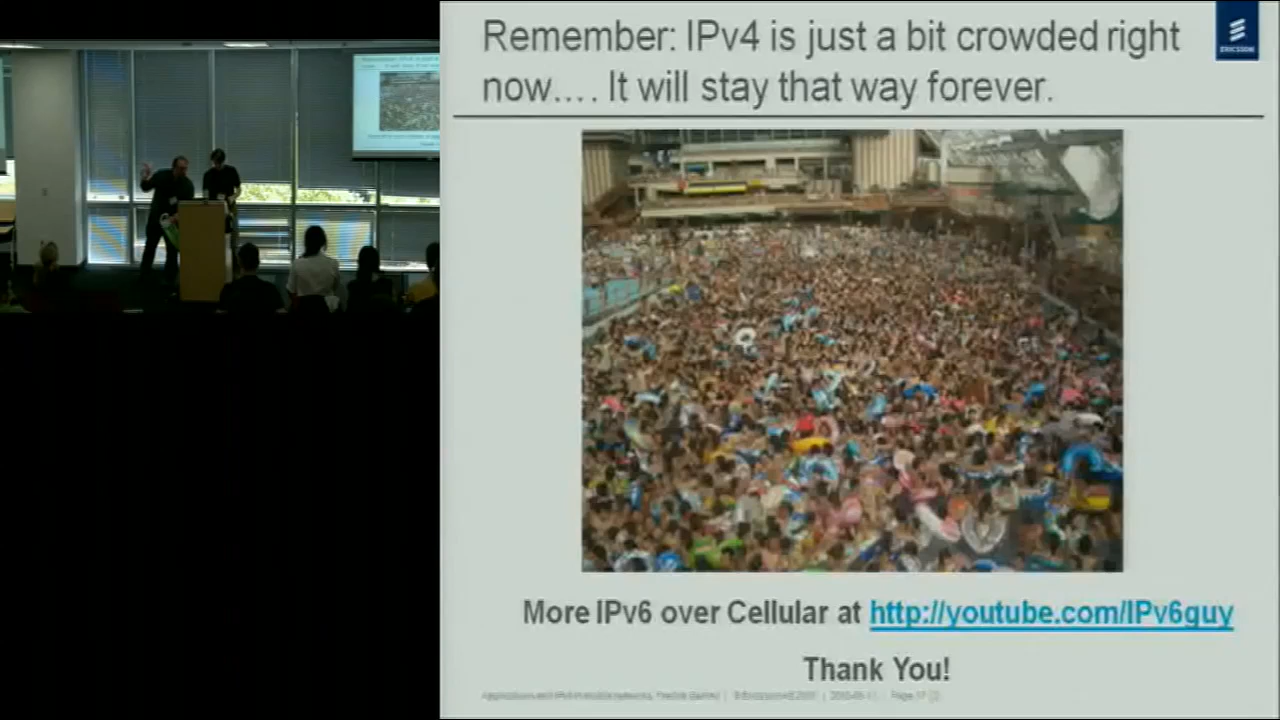 Remember: IPv4 is just a bit crowded right
now.... It will stay that way forever.
ERICSSON
More IPv6 over Cellular at http://youtube.com/IPv6guy
Thank You!